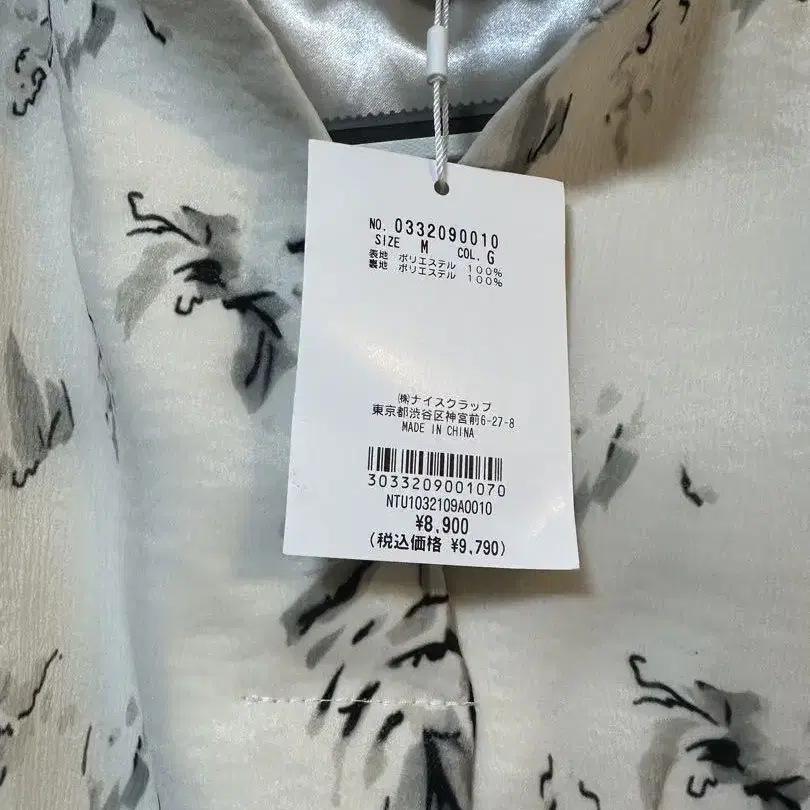 NO. 0332090010
SIZE M COL. G
表地 ポリエステル 100%
裏地 ポリエステル 100%
㈱ナイスクラップ
東京都渋谷区神宮前6-27-8
MADE IN CHINA
3033209001070
NTU1032109A0010
¥8,900
(税込価格 ¥9,790)